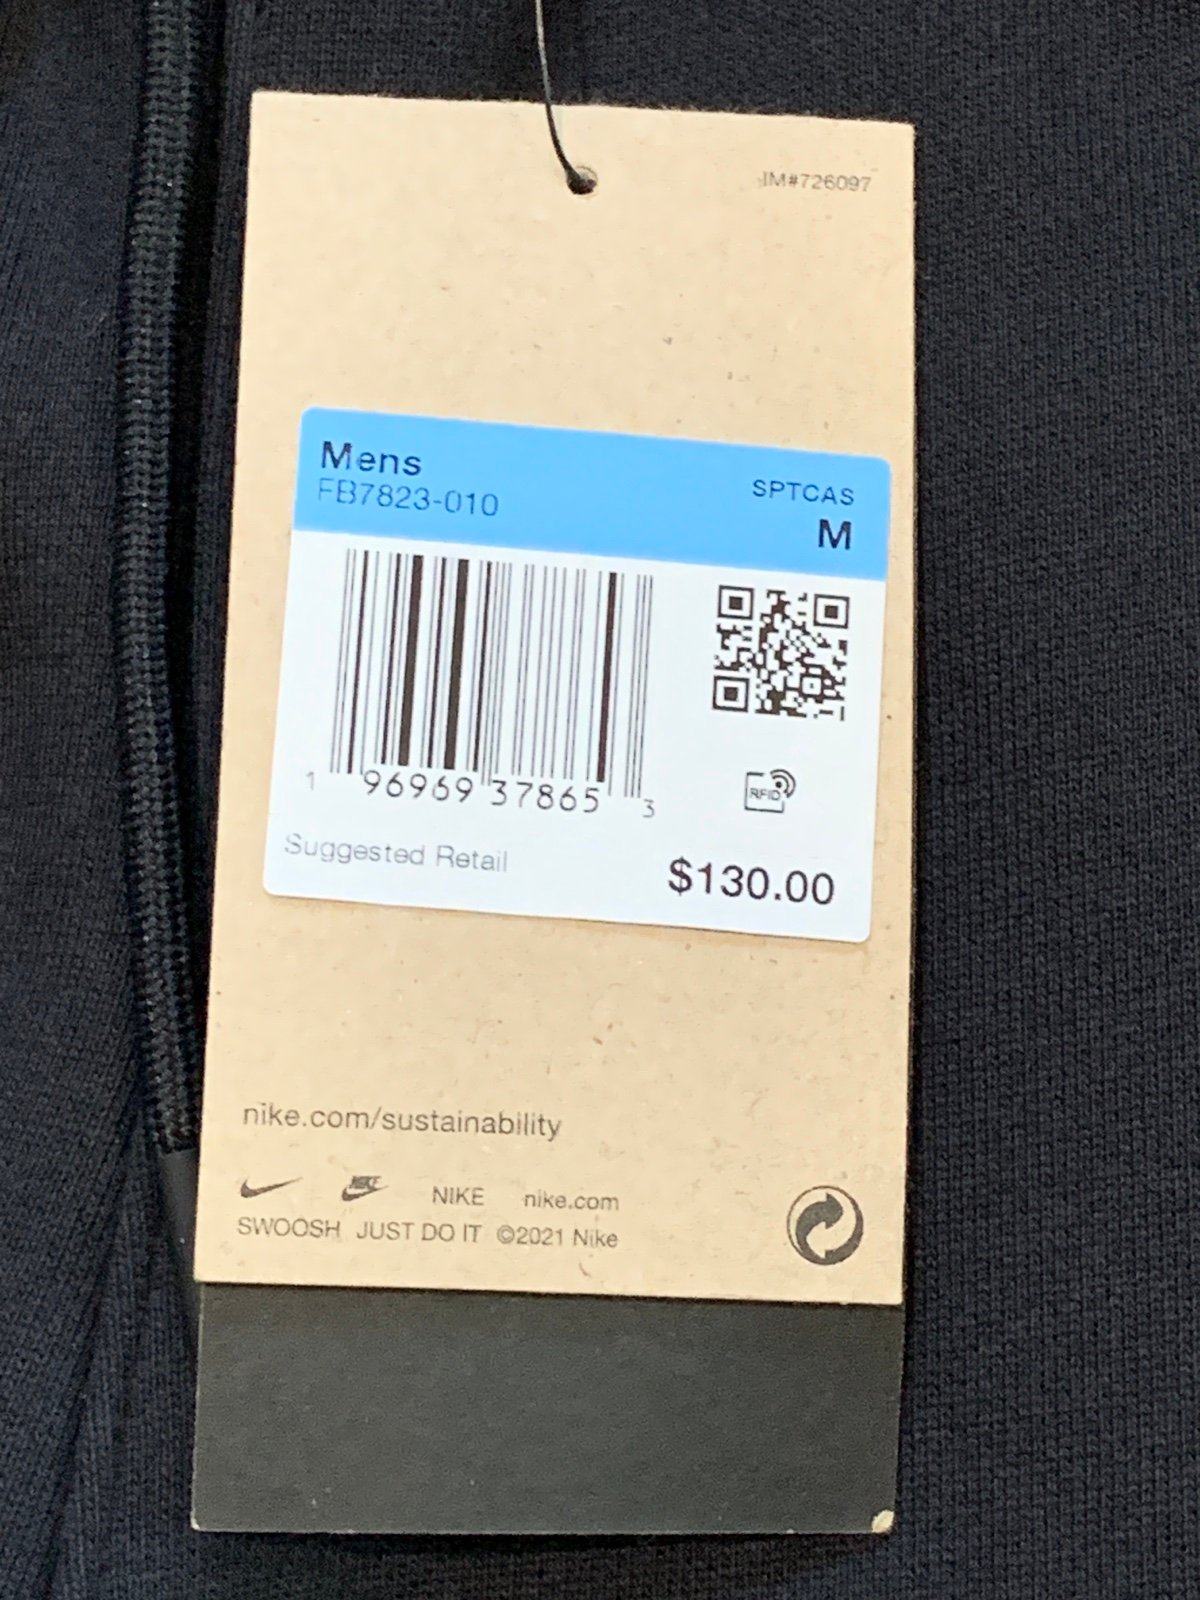 IM#726097
Mens
SPTCAS
FB7823-010
M
1 96969 37865 3
RFID
Suggested Retail
$130.00
nike.com/sustainability
NIKE NIKE nike.com
SWOOSH JUST DO IT ©2021 Nike